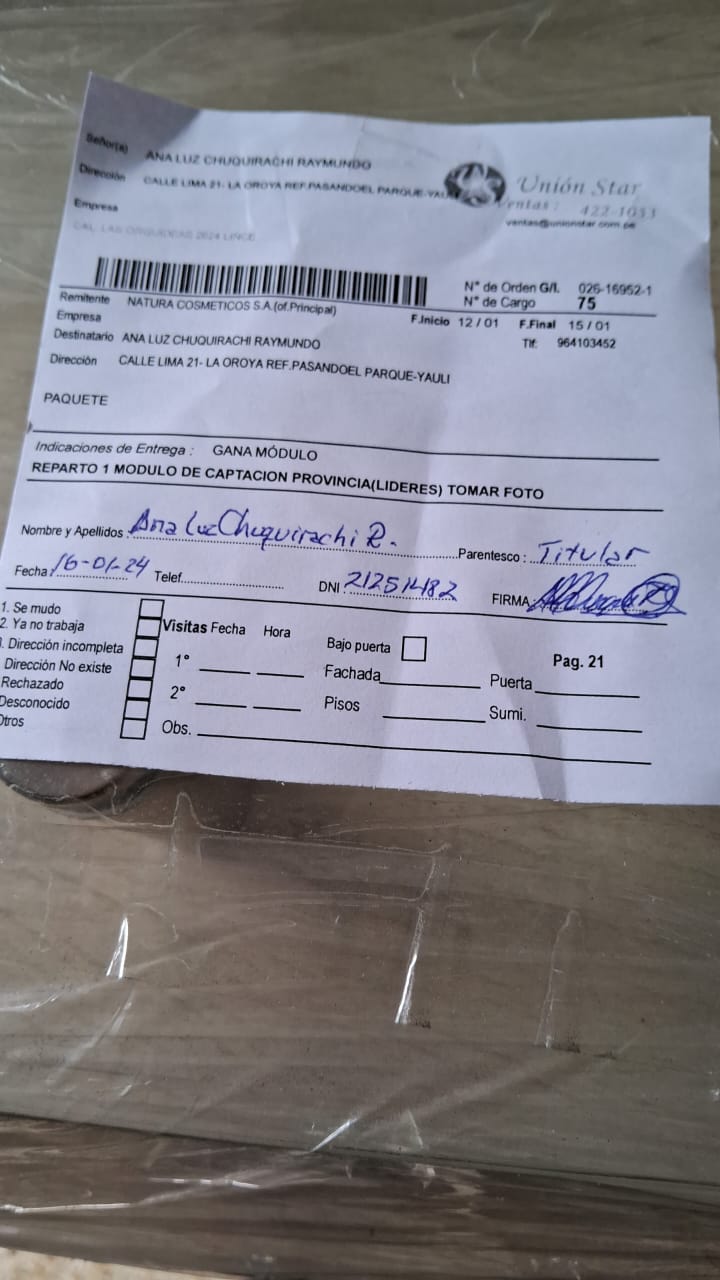 Señor(a) ANA LUZ CHUQUIRACHI RAYMUNDO
Dirección CALLE LIMA 21- LA OROYA REF.PASANDOEL PARQUE-YAULI
Unión Star
Ventas : 422-1033
Empresa
ventas@unionstar.com.pe
CAL. LAS ORQUIDEAS 2624 LINCE
N° de Orden G/I. 026-16952-1
Remitente NATURA COSMETICOS S.A.(of.Principal)
N° de Cargo 75
Empresa
F.Inicio 12 / 01 F.Final 15 / 01
Destinatario ANA LUZ CHUQUIRACHI RAYMUNDO
Tlf: 964103452
Dirección CALLE LIMA 21- LA OROYA REF.PASANDOEL PARQUE-YAULI
PAQUETE
Indicaciones de Entrega : GANA MÓDULO
REPARTO 1 MODULO DE CAPTACION PROVINCIA(LIDERES) TOMAR FOTO
Nombre y Apellidos : Ana Luz Chuquirachi R. Parentesco : Titular
Fecha 16-01-24 Telef. DNI FIRMA:
1. Se mudo
2. Ya no trabaja
Dirección incompleta
Dirección No existe
Rechazado
Desconocido
Otros
Visitas Fecha Hora
1°
2°
Obs.
Bajo puerta
Fachada
Pisos
Pag. 21
Puerta
Sumi.